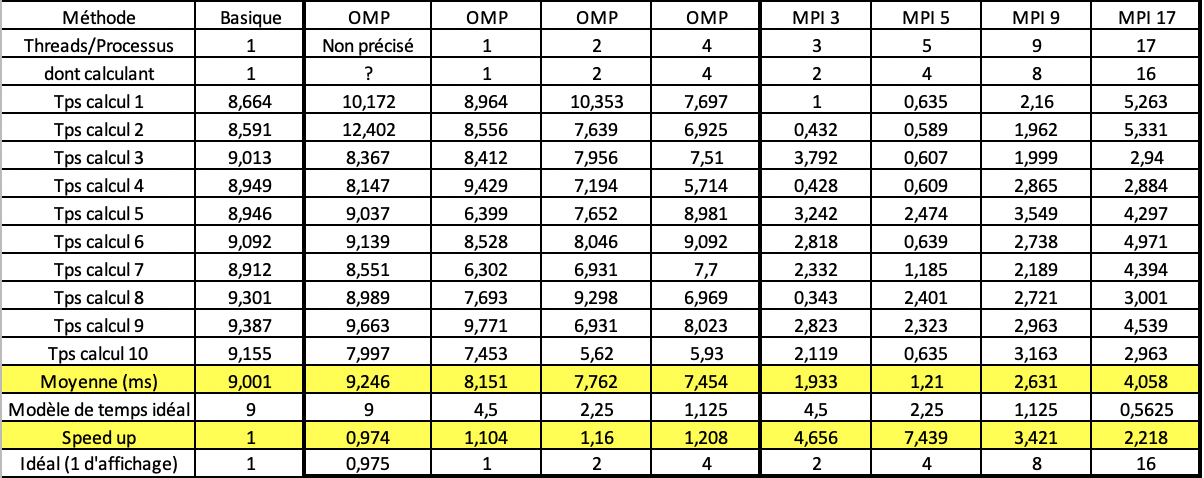 Méthode Basique OMP OMP OMP OMP MPI 3 MPI 5 MPI 9 MPI 17
Threads/Processus 1 Non précisé 1 2 4 3 5 9 17
dont calculant 1 ? 1 2 4 2 4 8 16
Tps calcul 1 8,664 10,172 8,964 10,353 7,697 1 0,635 2,16 5,263
Tps calcul 2 8,591 12,402 8,556 7,639 6,925 0,432 0,589 1,962 5,331
Tps calcul 3 9,013 8,367 8,412 7,956 7,51 3,792 0,607 1,999 2,94
Tps calcul 4 8,949 8,147 9,429 7,194 5,714 0,428 0,609 2,865 2,884
Tps calcul 5 8,946 9,037 6,399 7,652 8,981 3,242 2,474 3,549 4,297
Tps calcul 6 9,092 9,139 8,528 8,046 9,092 2,818 0,639 2,738 4,971
Tps calcul 7 8,912 8,551 6,302 6,931 7,7 2,332 1,185 2,189 4,394
Tps calcul 8 9,301 8,989 7,693 9,298 6,969 0,343 2,401 2,721 3,001
Tps calcul 9 9,387 9,663 9,771 6,931 8,023 2,823 2,323 2,963 4,539
Tps calcul 10 9,155 7,997 7,453 5,62 5,93 2,119 0,635 3,163 2,963
Moyenne (ms) 9,001 9,246 8,151 7,762 7,454 1,933 1,21 2,631 4,058
Modèle de temps idéal 9 9 4,5 2,25 1,125 4,5 2,25 1,125 0,5625
Speed up 1 0,974 1,104 1,16 1,208 4,656 7,439 3,421 2,218
Idéal (1 d'affichage) 1 0,975 1 2 4 2 4 8 16